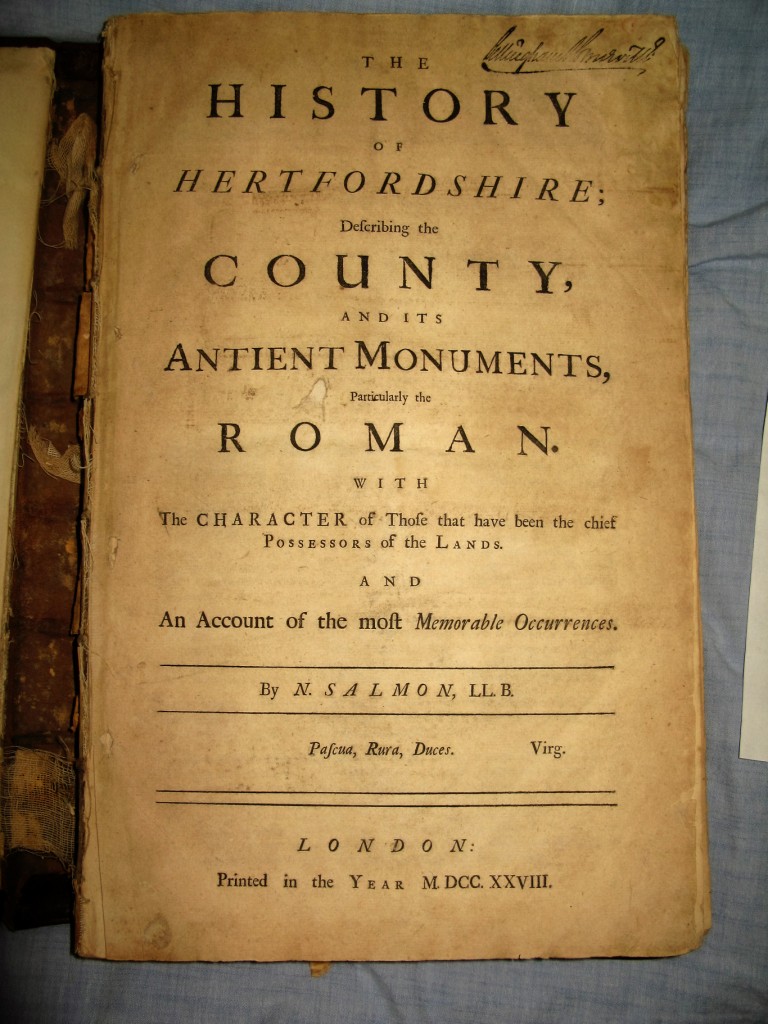 THE
HISTORY
OF
HERTFORDSHIRE;
Deſcribing the
COUNTY,
AND ITS
ANTIENT MONUMENTS,
Particularly the
ROMAN.
WITH
The CHARACTER of Thoſe that have been the chief
POSSESSORS of the LANDS.
AND
An Account of the moſt Memorable Occurrences.
By N. SALMON, LL. B.
Paſcua, Rura, Duces. Virg.
LONDON:
Printed in the YEAR M. DCC. XXVIII.